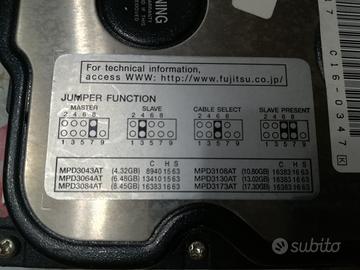 NING
For technical information,
access WWW: http://www.fujitsu.co.jp/
JUMPER FUNCTION
MASTER SLAVE CABLE SELECT SLAVE PRESENT
2 4 6 8 2 4 6 8 2 4 6 8 2 4 6 8
1 3 5 7 9 1 3 5 7 9 1 3 5 7 9 1 3 5 7 9
C H S C H S
MPD3043AT (4.32GB) 8940 15 63 MPD3108AT (10.80GB) 16383 16 63
MPD3064AT (6.48GB) 13410 15 63 MPD3130AT (13.02GB) 16383 16 63
MPD3084AT (8.45GB) 16383 16 63 MPD3173AT (17.30GB) 16383 16 63
C16-0347
subito